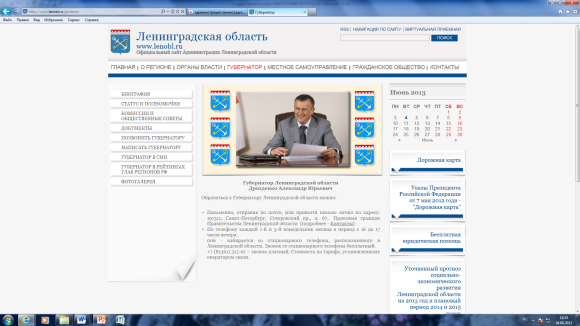 Губернатор
Файл Правка Вид Избранное Сервис Справка
RSS | НАВИГАЦИЯ ПО САЙТУ | ВИРТУАЛЬНАЯ ПРИЕМНАЯ
ПОИСК
Ленинградская область
www.lenobl.ru
Официальный сайт Администрации Ленинградской области
ГЛАВНАЯ О РЕГИОНЕ ОРГАНЫ ВЛАСТИ ГУБЕРНАТОР МЕСТНОЕ САМОУПРАВЛЕНИЕ ГРАЖДАНСКОЕ ОБЩЕСТВО КОНТАКТЫ
БИОГРАФИЯ
СТАТУС И ПОЛНОМОЧИЯ
КОМИССИИ И
ОБЩЕСТВЕННЫЕ СОВЕТЫ
ДОКУМЕНТЫ
ПОЗВОНИТЬ ГУБЕРНАТОРУ
НАПИСАТЬ ГУБЕРНАТОРУ
ГУБЕРНАТОР В СМИ
ГУБЕРНАТОР В РЕЙТИНГАХ
ГЛАВ РЕГИОНОВ РФ
ФОТОГАЛЕРЕЯ
Губернатор Ленинградской области
Дрозденко Александр Юрьевич
Обратиться к Губернатору Ленинградской области можно
Письменно, отправив по почте, или принести только лично по адресу:
191311, Санкт-Петербург, Суворовский пр., д. 67, Приемная граждан
Правительства Ленинградской области (подробнее - Контакты)
По телефону каждый 1-й и 3-й понедельник месяца в период с 16 до 17
часов вечера:
006 - набирается со стационарного телефона, расположенного в
Ленинградской области. Звонок со стационарного телефона бесплатный.
звонок платный. Стоимость по тарифу, установленному
оператором связи.
Июнь 2013
ПН ВТ СР ЧТ ПТ СБ ВС
1 2
3 4 5 6 7 8 9
10 11 12 13 14 15 16
17 18 19 20 21 22 23
24 25 26 27 28 29 30
« Июнь »
Дорожная карта
Указы Президента
Российской Федерации
от 7 мая 2012 года -
"Дорожная карта"
Бесплатная
юридическая помощь
Уточненный прогноз
социально-
экономического
развития
Ленинградской области
на 2013 год и плановый
период 2014 и 2015